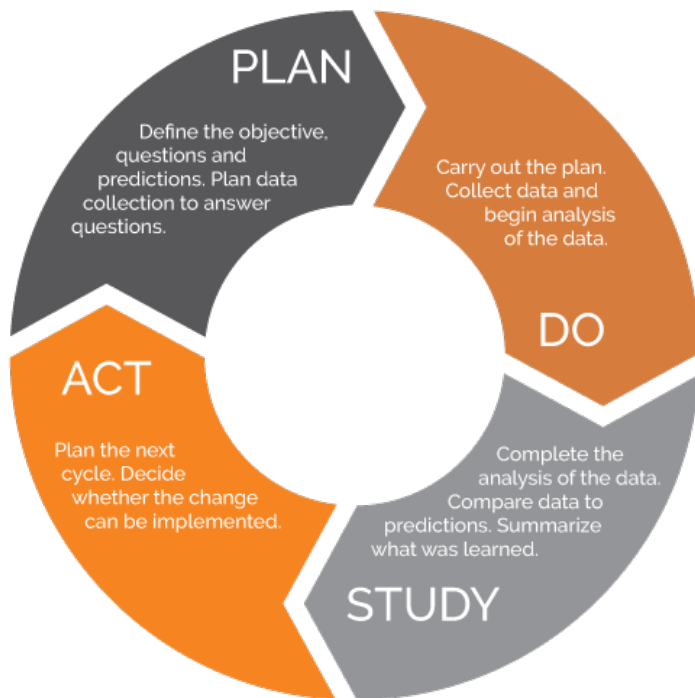 PLAN
Define the objective,
questions and
predictions. Plan data
collection to answer
questions.
Carry out the plan.
Collect data and
begin analysis
of the data.
DO
Complete the
analysis of the data.
Compare data to
predictions. Summarize
what was learned.
STUDY
ACT
Plan the next
cycle. Decide
whether the change
can be implemented.